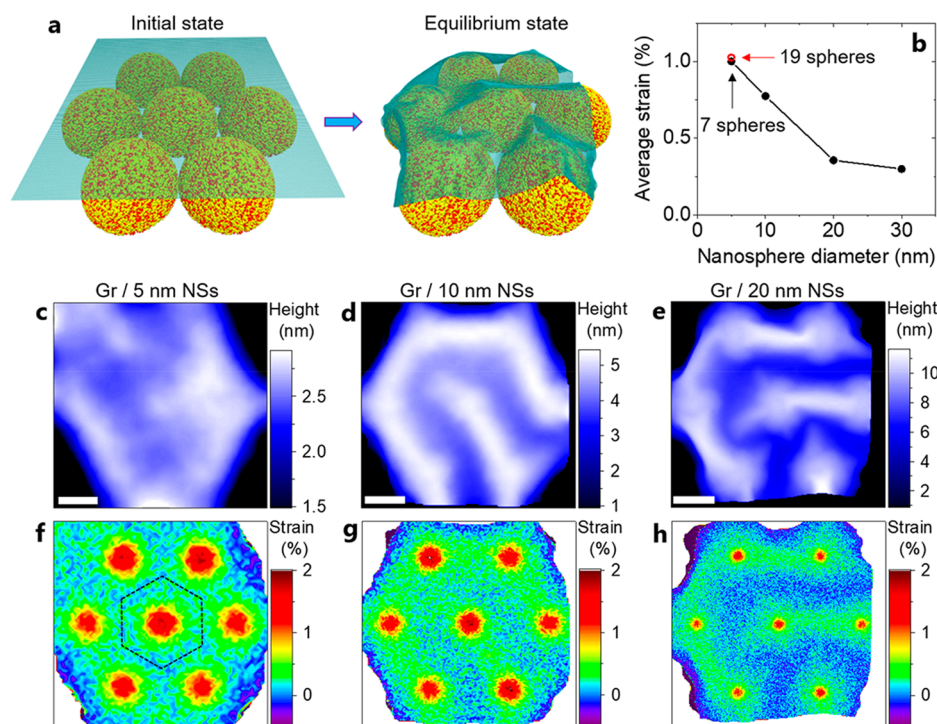 a
Initial state
Equilibrium state
b
Average strain (%)
1.0
0.5
0.0
19 spheres
7 spheres
0 10 20 30
Nanosphere diameter (nm)
Gr / 5 nm NSs
Gr / 10 nm NSs
Gr / 20 nm NSs
c
Height
(nm)
2.5
2.0
1.5
d
Height
(nm)
5
4
3
2
1
e
Height
(nm)
10
8
6
4
2
f
Strain
(%)
2
1
0
g
Strain
(%)
2
1
0
h
Strain
(%)
2
1
0